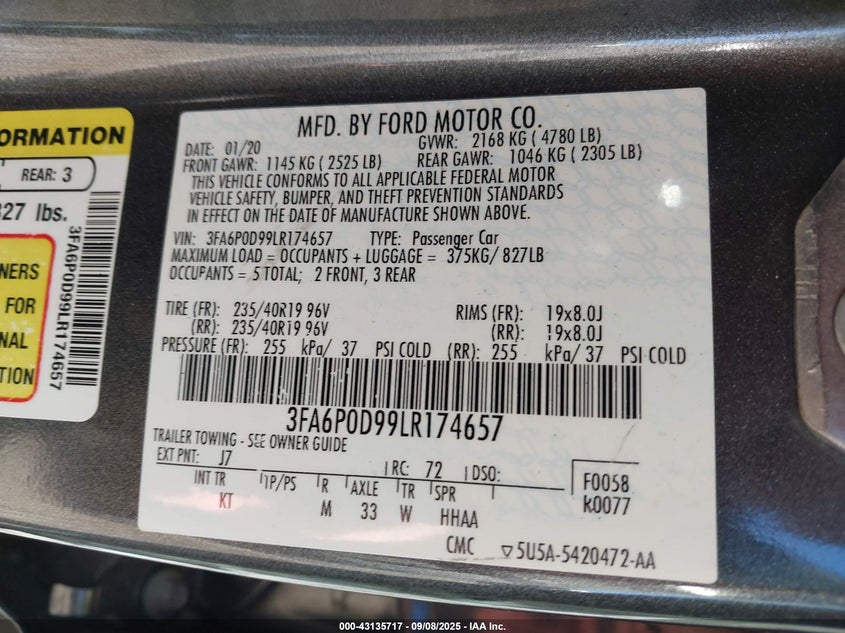 ORMATION
REAR: 3
327 lbs.
NERS
FOR
NAL
TION
3FA6P0D99LR174657
MFD. BY FORD MOTOR CO.
DATE: 01/20 GVWR: 2168 KG ( 4780 LB)
FRONT GAWR: 1145 KG ( 2525 LB) REAR GAWR: 1046 KG ( 2305 LB)
THIS VEHICLE CONFORMS TO ALL APPLICABLE FEDERAL MOTOR
VEHICLE SAFETY, BUMPER, AND THEFT PREVENTION STANDARDS
IN EFFECT ON THE DATE OF MANUFACTURE SHOWN ABOVE.
VIN: 3FA6P0D99LR174657 TYPE: Passenger Car
MAXIMUM LOAD = OCCUPANTS + LUGGAGE = 375KG/ 827LB
OCCUPANTS = 5 TOTAL; 2 FRONT, 3 REAR
TIRE (FR): 235/40R19 96V RIMS (FR): 19x8.0J
(RR): 235/40R19 96V (RR): 19x8.0J
PRESSURE (FR): 255 kPa/ 37 PSI COLD (RR): 255 kPa/ 37 PSI COLD
3FA6P0D99LR174657
TRAILER TOWING - SEE OWNER GUIDE
EXT PNT: J7 RC: 72 DSO:
INT TR TP/PS R AXLE TR SPR
KT M 33 W HHAA
F0058
R0077
CMC ▽5U5A-5420472-AA
000-43135717 - 09/08/2025 - IAA Inc.